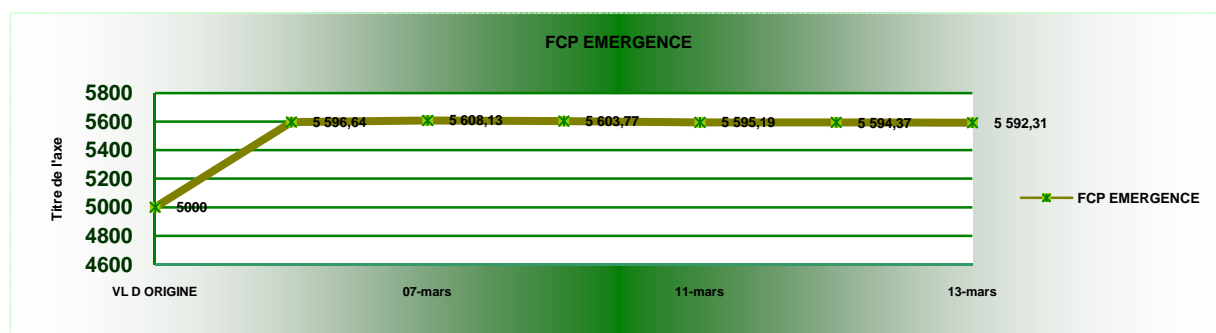 FCP EMERGENCE
Titre de l'axe
5800
5600
5400
5200
5000
4800
4600
5000
5 596,64
5 608,13
5 603,77
5 595,19
5 594,37
5 592,31
VL D ORIGINE
07-mars
11-mars
13-mars
FCP EMERGENCE